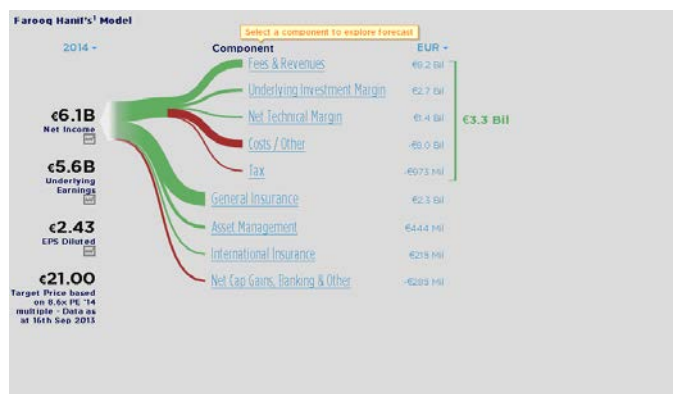 Farooq Hanif's¹ Model
Select a component to explore forecast
2014
Component
EUR
Fees & Revenues
€8.2 Bil
Underlying Investment Margin
€2.7 Bil
€6.1B
Net Income
Net Technical Margin
€1.4 Bil
€3.3 Bil
Costs / Other
-€8.0 Bil
€5.6B
Underlying
Earnings
Tax
-€973 Mil
General Insurance
€2.3 Bil
€2.43
EPS Diluted
Asset Management
€444 Mil
International Insurance
€218 Mil
€21.00
Target Price based
on 8.6x PE '14
multiple - Data as
at 16th Sep 2013
Net Cap Gains, Banking & Other